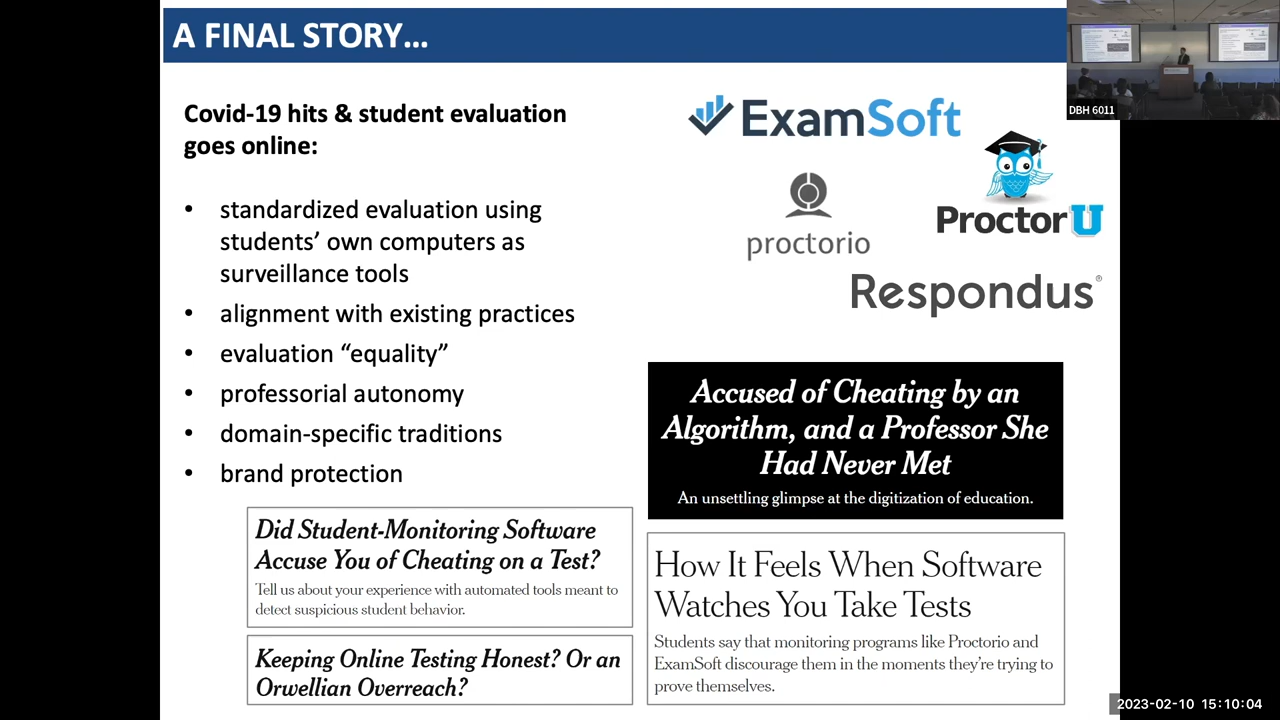 A FINAL STORY…
DBH 6011
Covid-19 hits & student evaluation
goes online:
• standardized evaluation using
students’ own computers as
surveillance tools
• alignment with existing practices
• evaluation “equality”
• professorial autonomy
• domain-specific traditions
• brand protection
ExamSoft
proctorio
ProctorU
Respondus®
Accused of Cheating by an
Algorithm, and a Professor She
Had Never Met
An unsettling glimpse at the digitization of education.
Did Student-Monitoring Software
Accuse You of Cheating on a Test?
Tell us about your experience with automated tools meant to
detect suspicious student behavior.
Keeping Online Testing Honest? Or an
Orwellian Overreach?
How It Feels When Software
Watches You Take Tests
Students say that monitoring programs like Proctorio and
ExamSoft discourage them in the moments they’re trying to
prove themselves.
2023-02-10 15:10:04